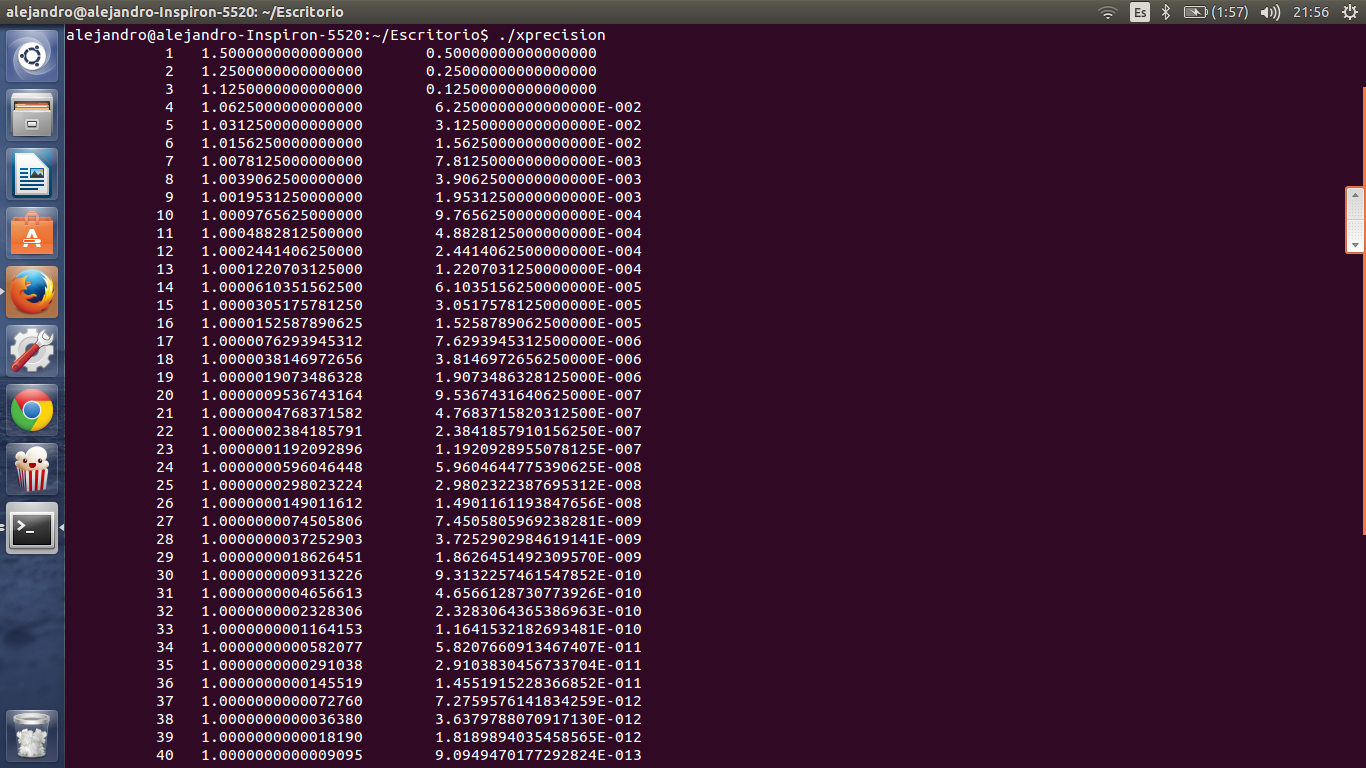 alejandro@alejandro-Inspiron-5520: ~/Escritorio Es (1:57) 21:56
alejandro@alejandro-Inspiron-5520:~/Escritorio$ ./xprecision
1 1.5000000000000000 0.50000000000000000
2 1.2500000000000000 0.25000000000000000
3 1.1250000000000000 0.12500000000000000
4 1.0625000000000000 6.2500000000000000E-002
5 1.0312500000000000 3.1250000000000000E-002
6 1.0156250000000000 1.5625000000000000E-002
7 1.0078125000000000 7.8125000000000000E-003
8 1.0039062500000000 3.9062500000000000E-003
9 1.0019531250000000 1.9531250000000000E-003
10 1.0009765625000000 9.7656250000000000E-004
11 1.0004882812500000 4.8828125000000000E-004
12 1.0002441406250000 2.4414062500000000E-004
13 1.0001220703125000 1.2207031250000000E-004
14 1.0000610351562500 6.1035156250000000E-005
15 1.0000305175781250 3.0517578125000000E-005
16 1.0000152587890625 1.5258789062500000E-005
17 1.0000076293945312 7.6293945312500000E-006
18 1.0000038146972656 3.8146972656250000E-006
19 1.0000019073486328 1.9073486328125000E-006
20 1.0000009536743164 9.5367431640625000E-007
21 1.0000004768371582 4.7683715820312500E-007
22 1.0000002384185791 2.3841857910156250E-007
23 1.0000001192092896 1.1920928955078125E-007
24 1.0000000596046448 5.9604644775390625E-008
25 1.0000000298023224 2.9802322387695312E-008
26 1.0000000149011612 1.4901161193847656E-008
27 1.0000000074505806 7.4505805969238281E-009
28 1.0000000037252903 3.7252902984619141E-009
29 1.0000000018626451 1.8626451492309570E-009
30 1.0000000009313226 9.3132257461547852E-010
31 1.0000000004656613 4.6566128730773926E-010
32 1.0000000002328306 2.3283064365386963E-010
33 1.0000000001164153 1.1641532182693481E-010
34 1.0000000000582077 5.8207660913467407E-011
35 1.0000000000291038 2.9103830456733704E-011
36 1.0000000000145519 1.4551915228366852E-011
37 1.0000000000072760 7.2759576141834259E-012
38 1.0000000000036380 3.6379788070917130E-012
39 1.0000000000018190 1.8189894035458565E-012
40 1.0000000000009095 9.0949470177292824E-013